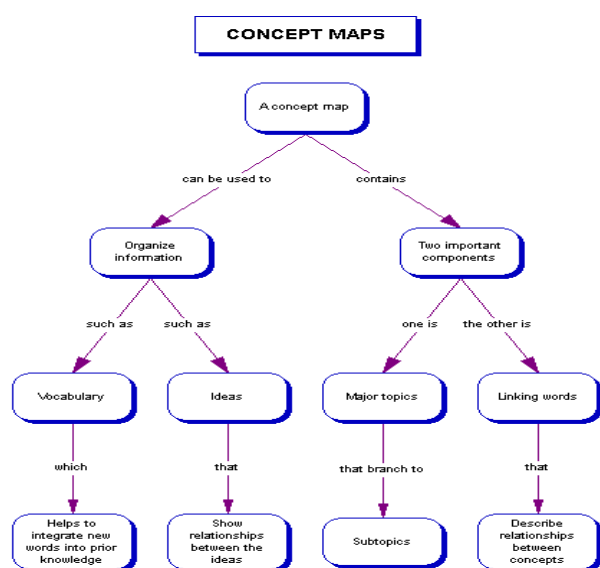 CONCEPT MAPS
A concept map
can be used to
contains
Organize
information
Two important
components
such as
such as
one is
the other is
Vocabulary
Ideas
Major topics
Linking words
which
that
that branch to
that
Helps to
integrate new
words into prior
knowledge
Show
relationships
between the
ideas
Subtopics
Describe
relationships
between
concepts